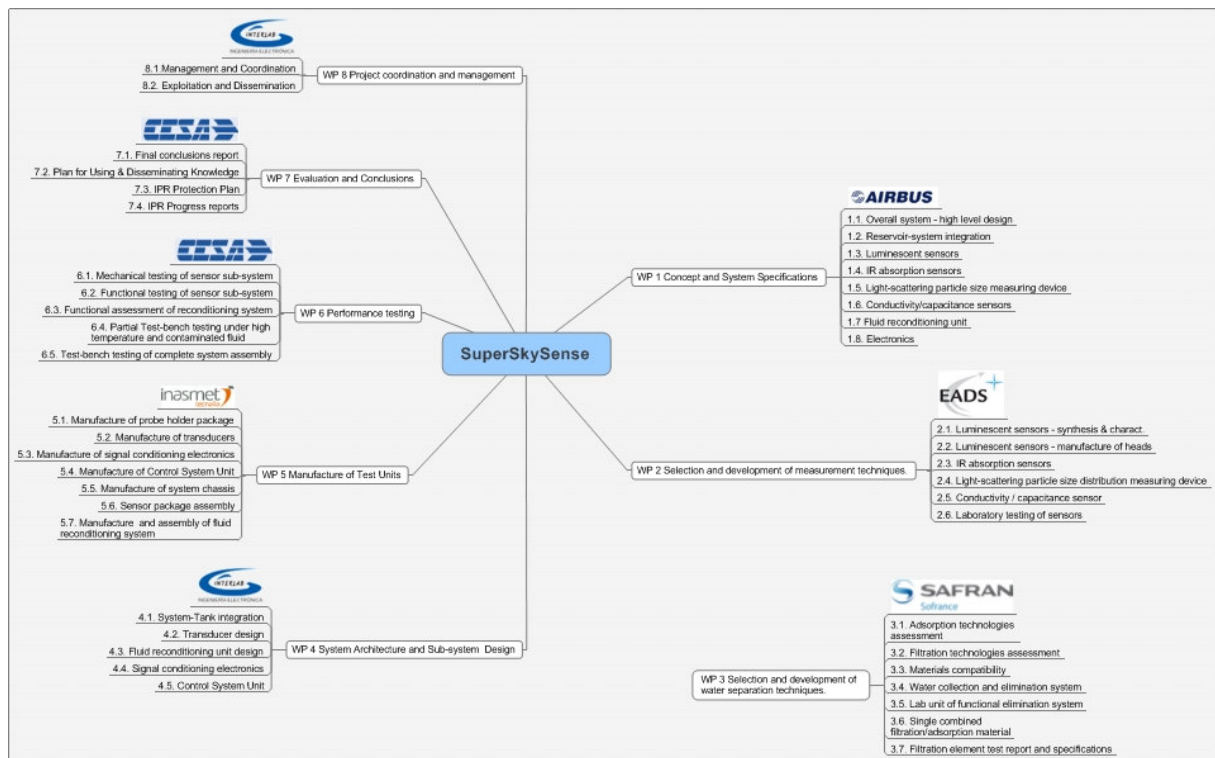 INTERLAB
INGENIERIA ELECTRONICA
8.1 Management and Coordination
8.2. Exploitation and Dissemination
WP 8 Project coordination and management
CESA
7.1. Final conclusions report
7.2. Plan for Using & Disseminating Knowledge
7.3. IPR Protection Plan
7.4. IPR Progress reports
WP 7 Evaluation and Conclusions
CESA
6.1. Mechanical testing of sensor sub-system
6.2. Functional testing of sensor sub-system
6.3. Functional assessment of reconditioning system
6.4. Partial Test-bench testing under high
temperature and contaminated fluid
6.5. Test-bench testing of complete system assembly
WP 6 Performance testing
inasmet
tecnalia
5.1. Manufacture of probe holder package
5.2. Manufacture of transducers
5.3. Manufacture of signal conditioning electronics
5.4. Manufacture of Control System Unit
5.5. Manufacture of system chassis
5.6. Sensor package assembly
5.7. Manufacture and assembly of fluid
reconditioning system
WP 5 Manufacture of Test Units
INTERLAB
INGENIERIA ELECTRONICA
4.1. System-Tank integration
4.2. Transducer design
4.3. Fluid reconditioning unit design
4.4. Signal conditioning electronics
4.5. Control System Unit
WP 4 System Architecture and Sub-system Design
SuperSkySense
AIRBUS
WP 1 Concept and System Specifications
1.1. Overall system - high level design
1.2. Reservoir-system integration
1.3. Luminescent sensors
1.4. IR absorption sensors
1.5. Light-scattering particle size measuring device
1.6. Conductivity/capacitance sensors
1.7 Fluid reconditioning unit
1.8. Electronics
EADS
WP 2 Selection and development of measurement techniques.
2.1. Luminescent sensors - synthesis & charact.
2.2. Luminescent sensors - manufacture of heads
2.3. IR absorption sensors
2.4. Light-scattering particle size distribution measuring device
2.5. Conductivity / capacitance sensor
2.6. Laboratory testing of sensors
SAFRAN
Sofrance
WP 3 Selection and development of
water separation techniques.
3.1. Adsorption technologies
assessment
3.2. Filtration technologies assessment
3.3. Materials compatibility
3.4. Water collection and elimination system
3.5. Lab unit of functional elimination system
3.6. Single combined
filtration/adsorption material
3.7. Filtration element test report and specifications